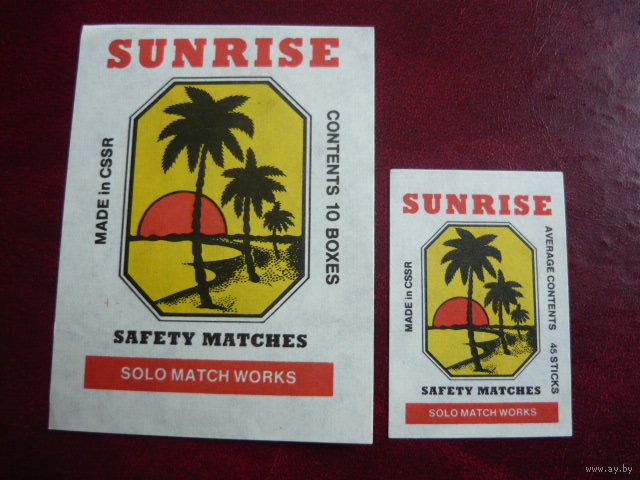 SUNRISE
MADE in CSSR
CONTENTS 10 BOXES
SAFETY MATCHES
SOLO MATCH WORKS
SUNRISE
MADE in CSSR
AVERAGE CONTENTS 45 STICKS
SAFETY MATCHES
SOLO MATCH WORKS
www.ay.by